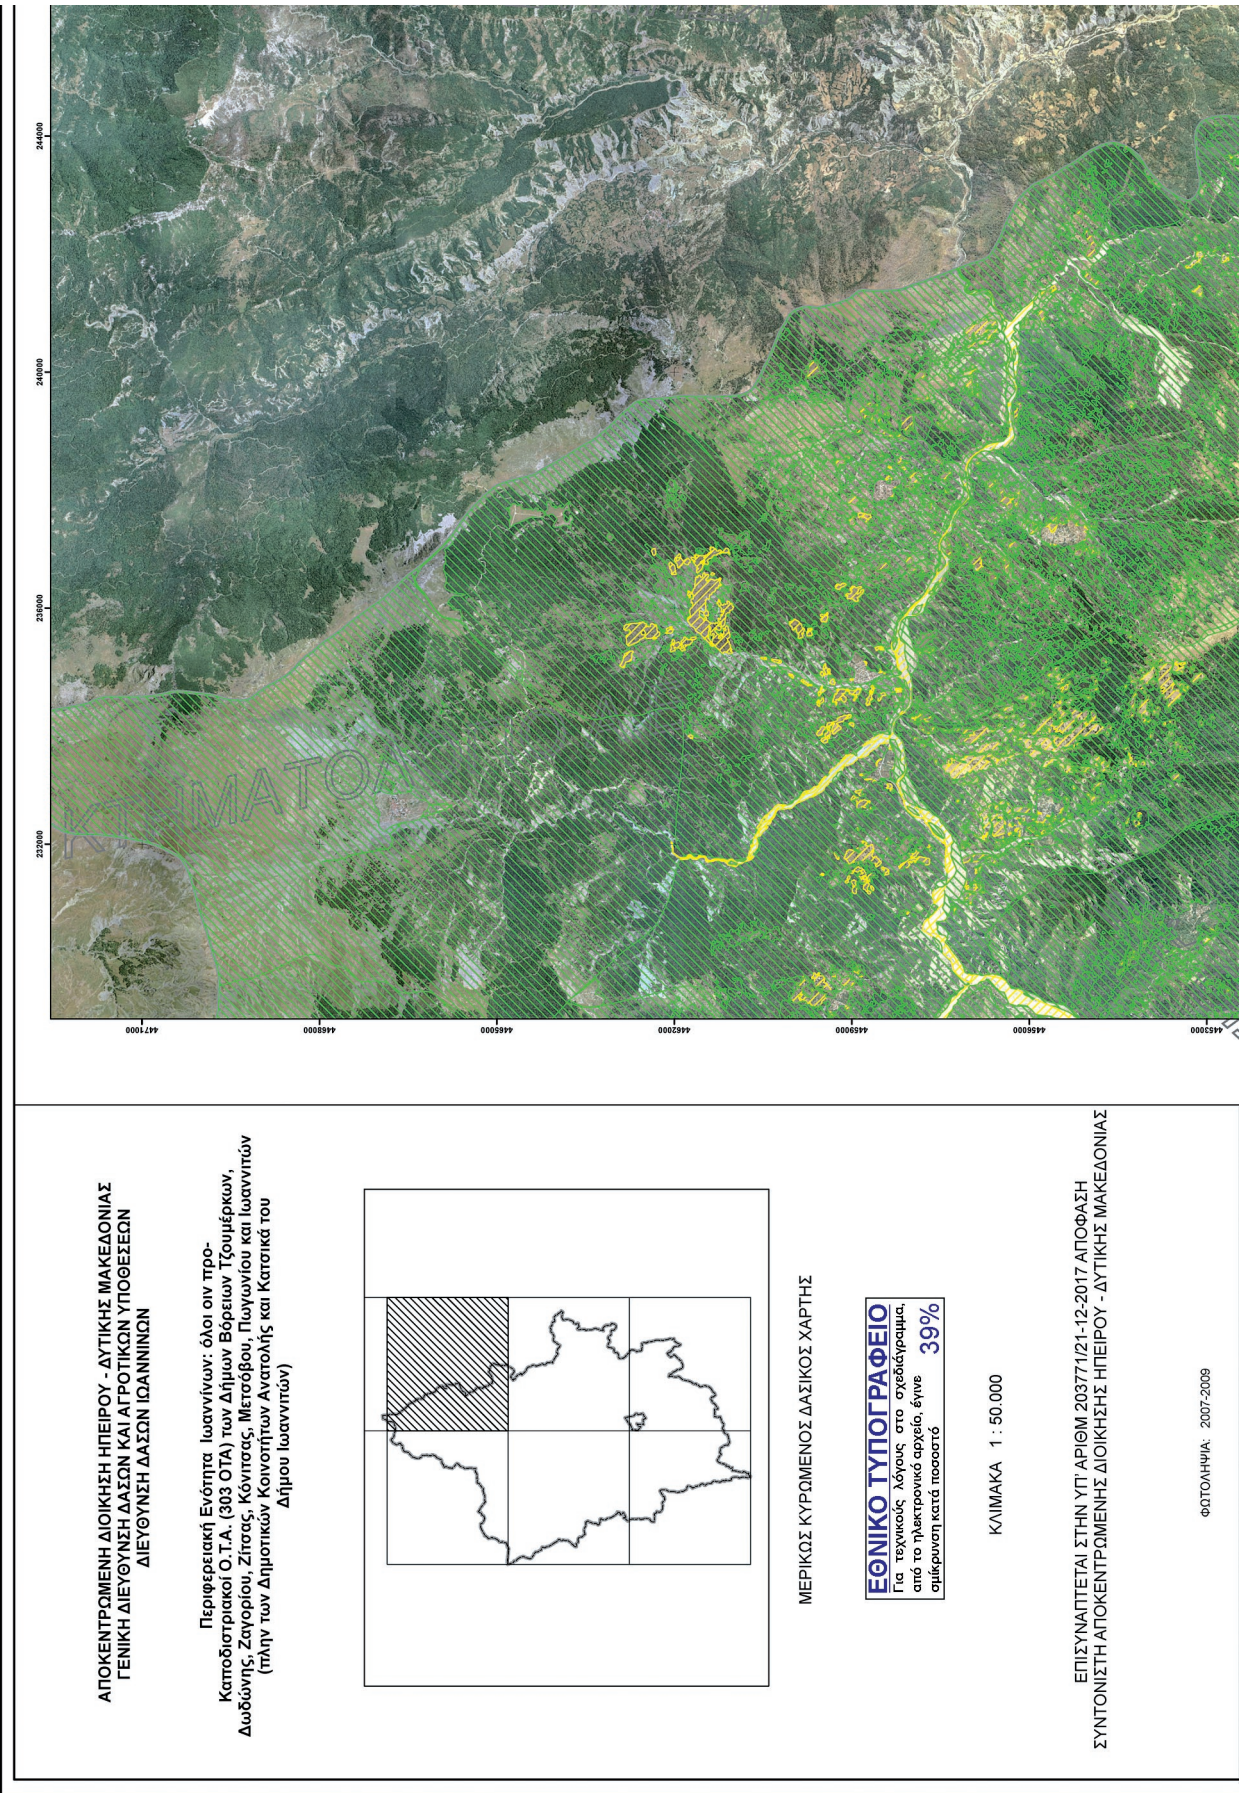 ΑΠΟΚΕΝΤΡΩΜΕΝΗ ΔΙΟΙΚΗΣΗ ΗΠΕΙΡΟΥ - ΔΥΤΙΚΗΣ ΜΑΚΕΔΟΝΙΑΣ
ΓΕΝΙΚΗ ΔΙΕΥΘΥΝΣΗ ΔΑΣΩΝ ΚΑΙ ΑΓΡΟΤΙΚΩΝ ΥΠΟΘΕΣΕΩΝ
ΔΙΕΥΘΥΝΣΗ ΔΑΣΩΝ ΙΩΑΝΝΙΝΩΝ
Περιφερειακή Ενότητα Ιωαννίνων: όλοι οιν προ-
Καποδιστριακοί Ο.Τ.Α. (303 ΟΤΑ) των Δήμων Βόρειων Τζουμέρκων,
Δωδώνης, Ζαγορίου, Ζίτσας, Κόνιτσας, Μετσόβου, Πωγωνίου και Ιωαννιτών
(πλην των Δημοτικών Κοινοτήτων Ανατολής και Κατσικά του
Δήμου Ιωαννιτών)
ΜΕΡΙΚΩΣ ΚΥΡΩΜΕΝΟΣ ΔΑΣΙΚΟΣ ΧΑΡΤΗΣ
ΕΘΝΙΚΟ ΤΥΠΟΓΡΑΦΕΙΟ
Για τεχνικούς λόγους στο σχεδιάγραμμα,
από το ηλεκτρονικό αρχείο, έγινε
σμίκρυνση κατά ποσοστό 39%
ΚΛΙΜΑΚΑ 1 : 50.000
ΕΠΙΣΥΝΑΠΤΕΤΑΙ ΣΤΗΝ ΥΠ' ΑΡΙΘΜ 203771/21-12-2017 ΑΠΟΦΑΣΗ
ΣΥΝΤΟΝΙΣΤΗ ΑΠΟΚΕΝΤΡΩΜΕΝΗΣ ΔΙΟΙΚΗΣΗΣ ΗΠΕΙΡΟΥ - ΔΥΤΙΚΗΣ ΜΑΚΕΔΟΝΙΑΣ
ΦΩΤΟΛΗΨΙΑ: 2007-2009
232000
236000
240000
244000
4471000
4468000
4465000
4462000
4459000
4456000
4453000
ΚΤΗΜΑΤΟΛ